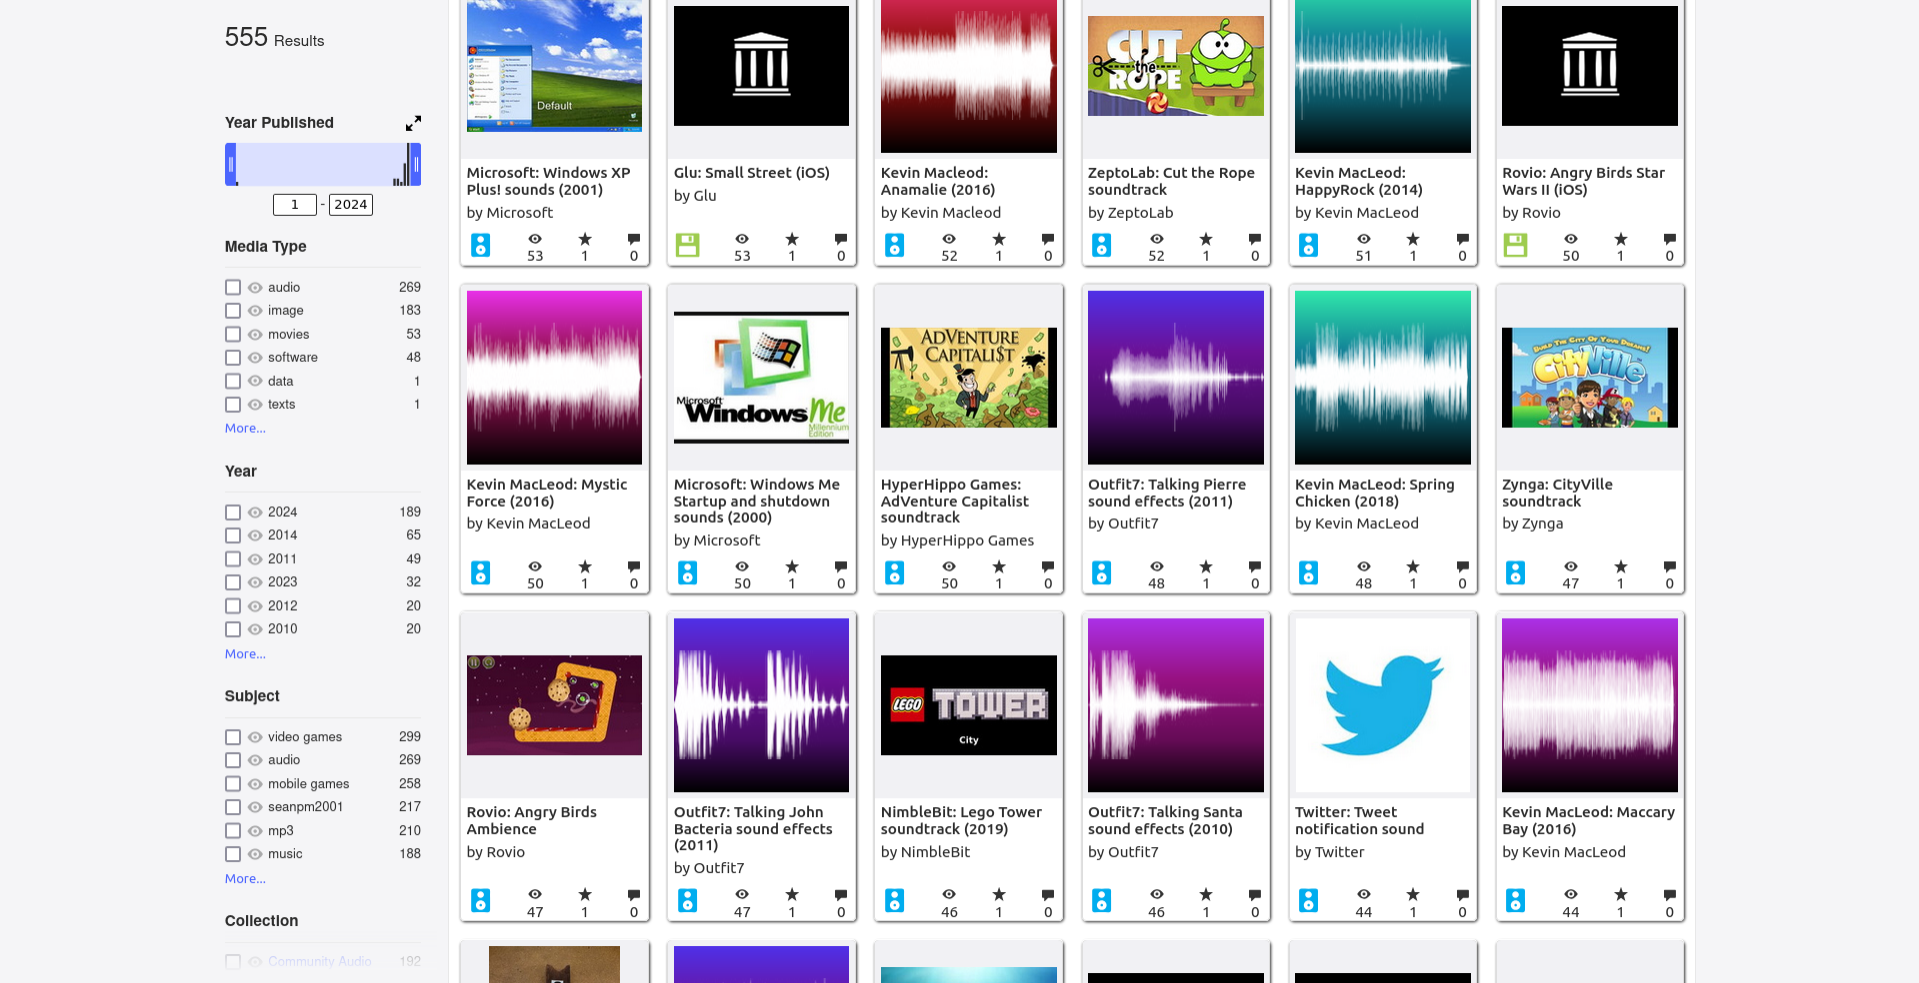 555 Results
Year Published
1 - 2024
Media Type
audio 269
image 183
movies 53
software 48
data 1
texts 1
More...
Year
2024 189
2014 65
2011 49
2023 32
2012 20
2010 20
More...
Subject
video games 299
audio 269
mobile games 258
seanpm2001 217
mp3 210
music 188
More...
Collection
Community Audio 192
Default
Microsoft: Windows XP
Plus! sounds (2001)
by Microsoft
53 1 0
Glu: Small Street (iOS)
by Glu
53 1 0
Kevin Macleod:
Anamalie (2016)
by Kevin Macleod
52 1 0
CUT
the
ROPE
ZeptoLab: Cut the Rope
soundtrack
by ZeptoLab
52 1 0
Kevin MacLeod:
HappyRock (2014)
by Kevin MacLeod
51 1 0
Rovio: Angry Birds Star
Wars II (iOS)
by Rovio
50 1 0
Kevin MacLeod: Mystic
Force (2016)
by Kevin MacLeod
50 1 0
Microsoft
Windows Me
Millennium
Edition
Microsoft: Windows Me
Startup and shutdown
sounds (2000)
by Microsoft
50 1 0
ADVENTURE
CAPITALI$T
HyperHippo Games:
AdVenture Capitalist
soundtrack
by HyperHippo Games
50 1 0
Outfit7: Talking Pierre
sound effects (2011)
by Outfit7
48 1 0
Kevin MacLeod: Spring
Chicken (2018)
by Kevin MacLeod
48 1 0
BUILD THE CITY OF YOUR DREAMS!
CityVille
Zynga: CityVille
soundtrack
by Zynga
47 1 0
Rovio: Angry Birds
Ambience
by Rovio
47 1 0
Outfit7: Talking John
Bacteria sound effects
(2011)
by Outfit7
47 1 0
LEGO TOWER
City
NimbleBit: Lego Tower
soundtrack (2019)
by NimbleBit
46 1 0
Outfit7: Talking Santa
sound effects (2010)
by Outfit7
46 1 0
Twitter: Tweet
notification sound
by Twitter
44 1 0
Kevin MacLeod: Maccary
Bay (2016)
by Kevin MacLeod
44 1 0